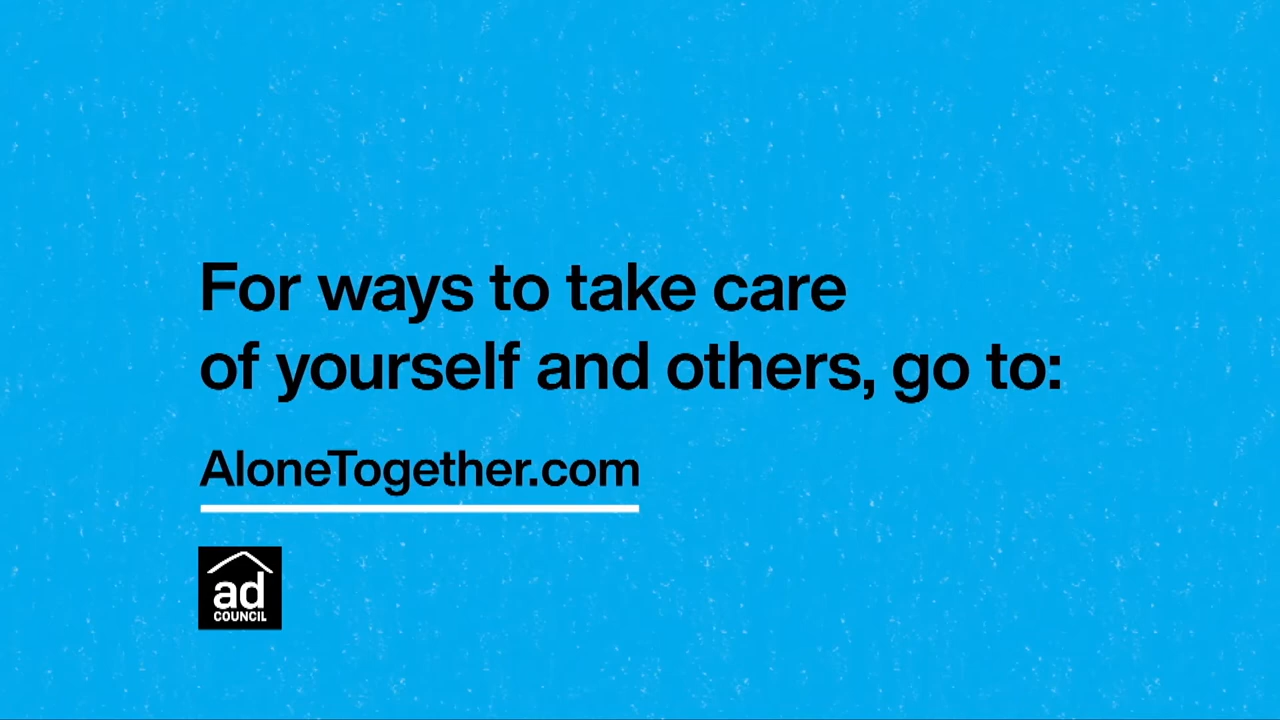 For ways to take care
of yourself and others, go to:
AloneTogether.com
ad
COUNCIL